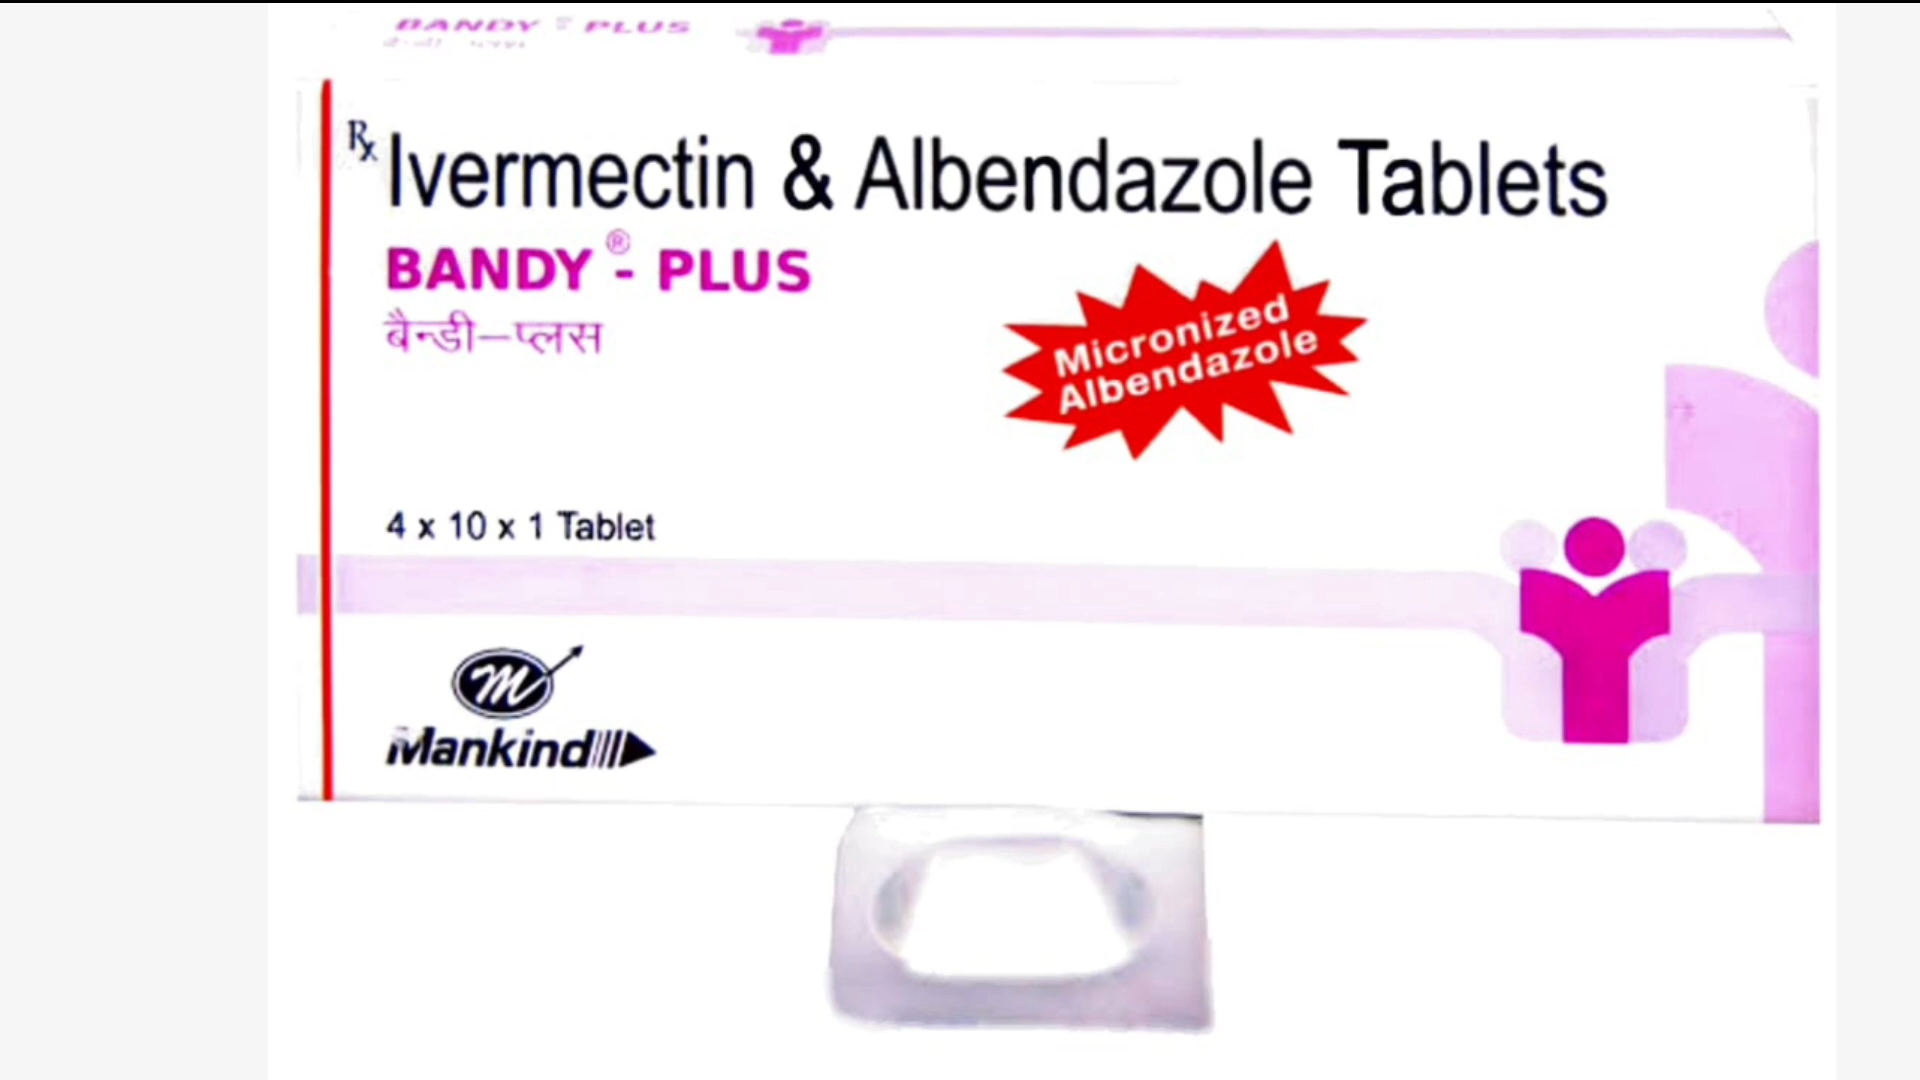 BANDY ® PLUS
Rx Ivermectin & Albendazole Tablets
BANDY ® - PLUS
बैन्डी–प्लस
Micronized
Albendazole
4 x 10 x 1 Tablet
m
Mankind